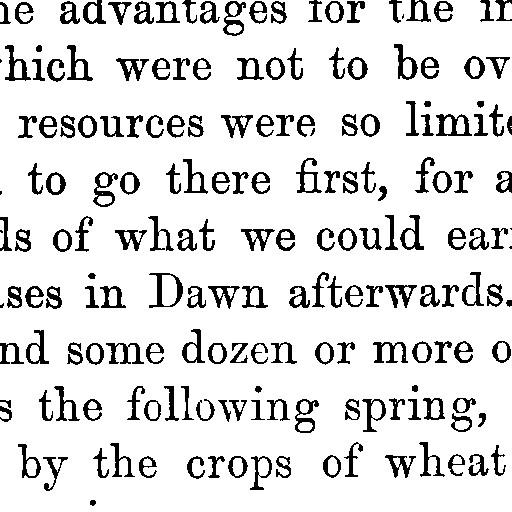 he advantages for the in
hich were not to be ov
resources were so limite
to go there first, for a
ds of what we could ear
ses in Dawn afterwards.
nd some dozen or more o
s the following spring,
by the crops of wheat